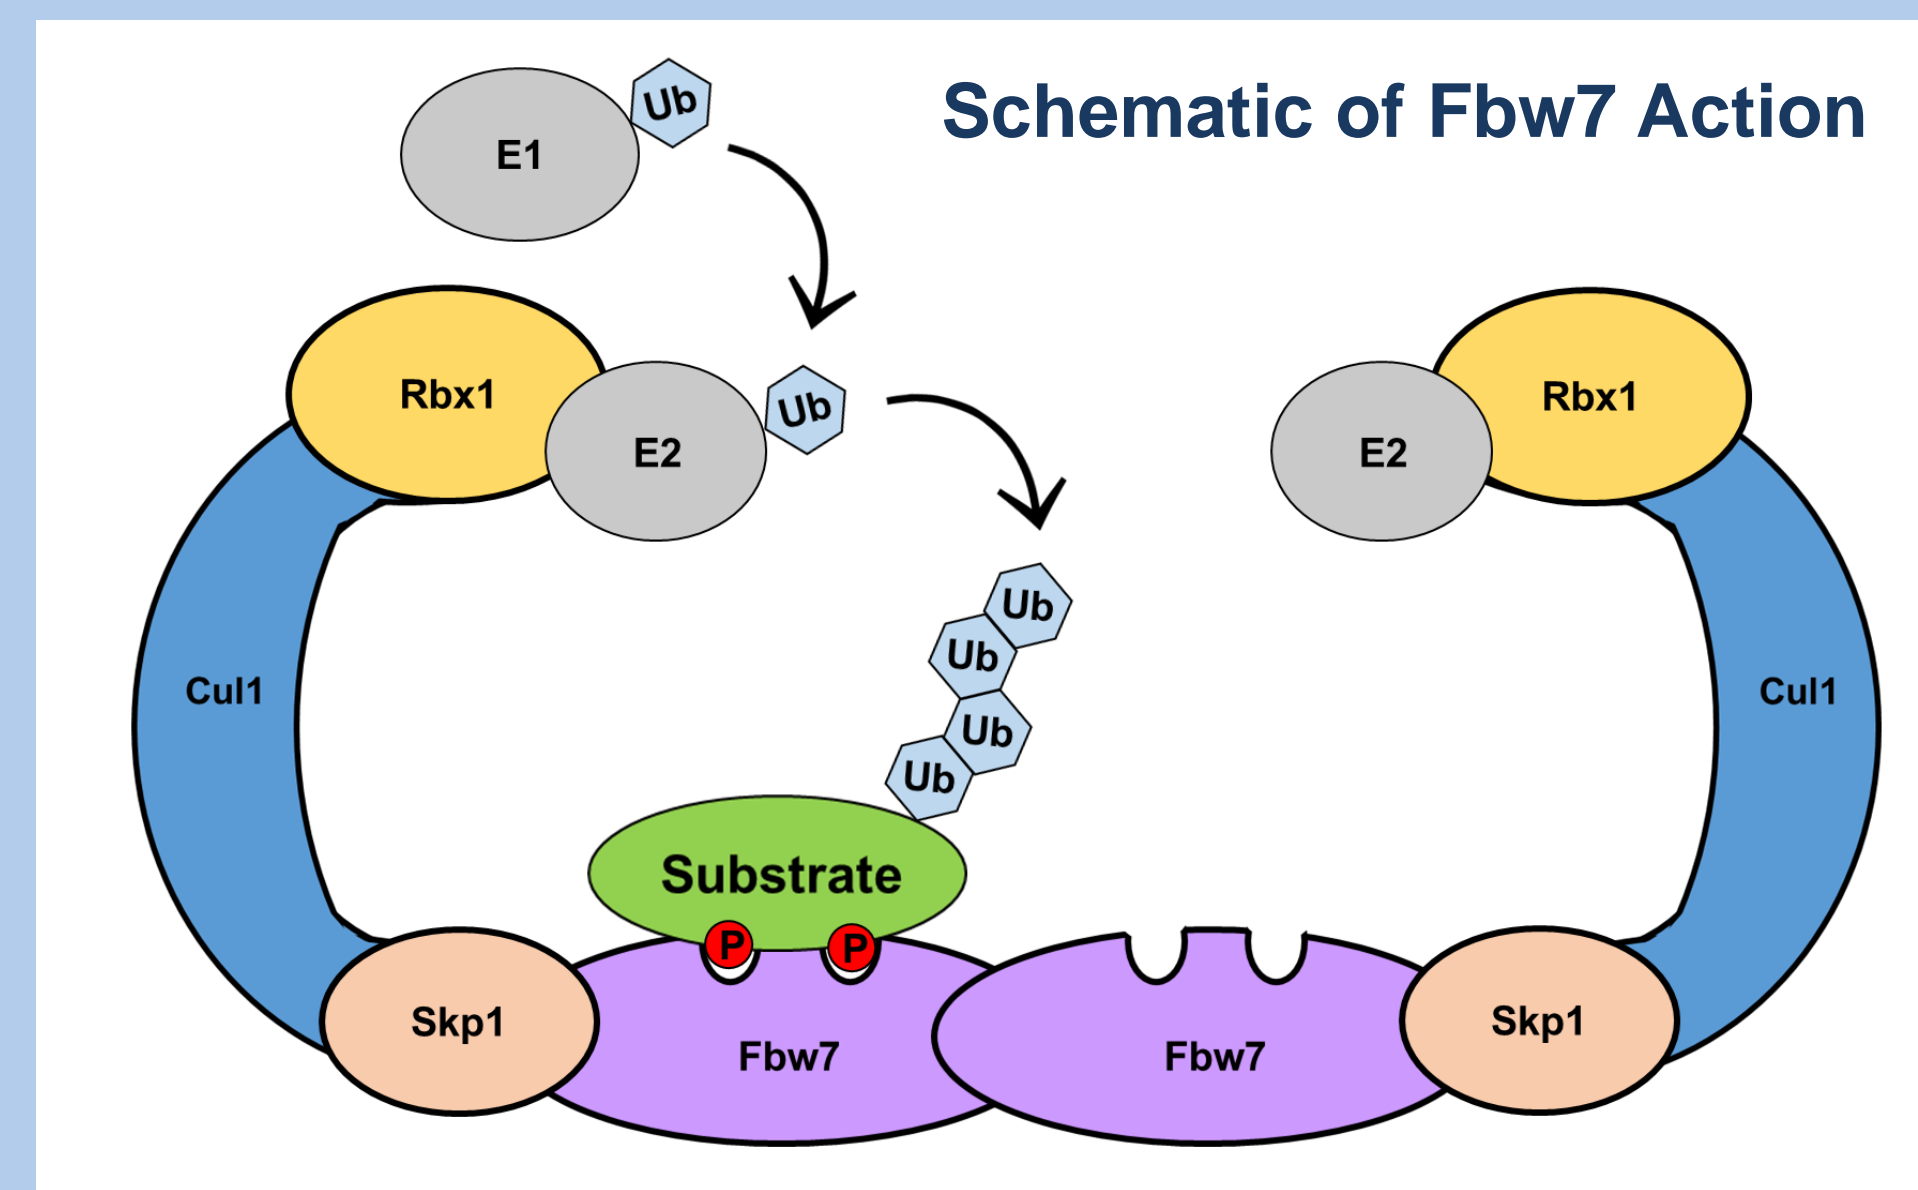 Schematic of Fbw7 Action
Ub
E1
Rbx1
E2
Ub
E2
Rbx1
Ub
Ub
Ub
Ub
Cul1
Cul1
Substrate
P
P
Skp1
Fbw7
Fbw7
Skp1